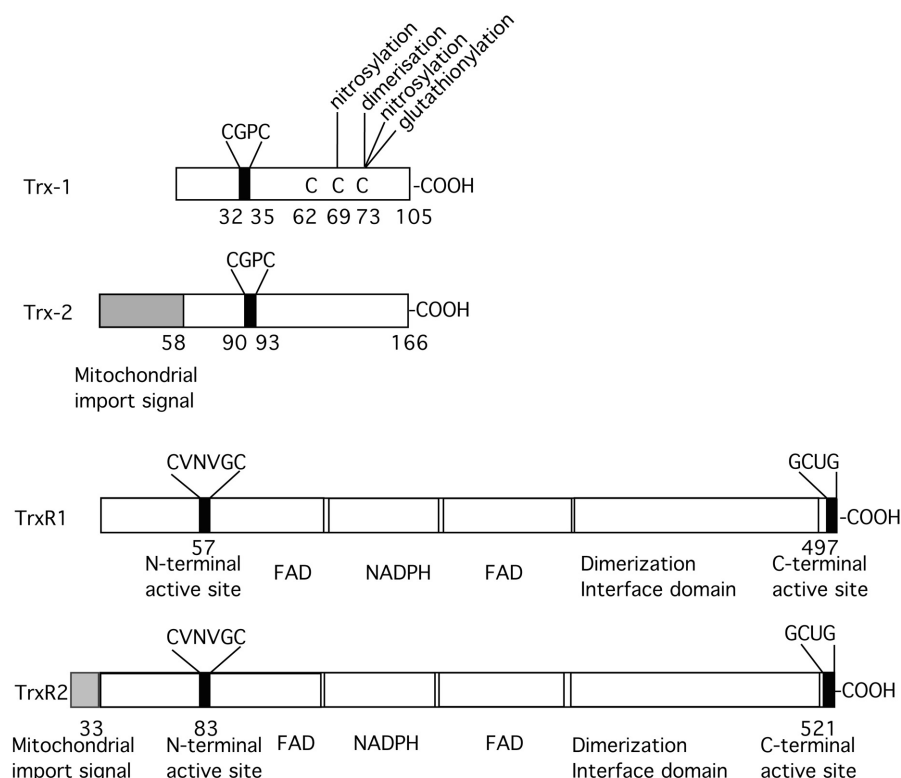 nitrosylation
dimerisation
nitrosylation
glutathionylation
CGPC
Trx-1
C C C
-COOH
32 35 62 69 73 105
CGPC
Trx-2
-COOH
58 90 93 166
Mitochondrial
import signal
CVNVGC
GCUG
TrxR1
-COOH
57
497
N-terminal
active site
FAD
NADPH
FAD
Dimerization
Interface domain
C-terminal
active site
CVNVGC
GCUG
TrxR2
-COOH
33
83
521
Mitochondrial
import signal
N-terminal
active site
FAD
NADPH
FAD
Dimerization
Interface domain
C-terminal
active site